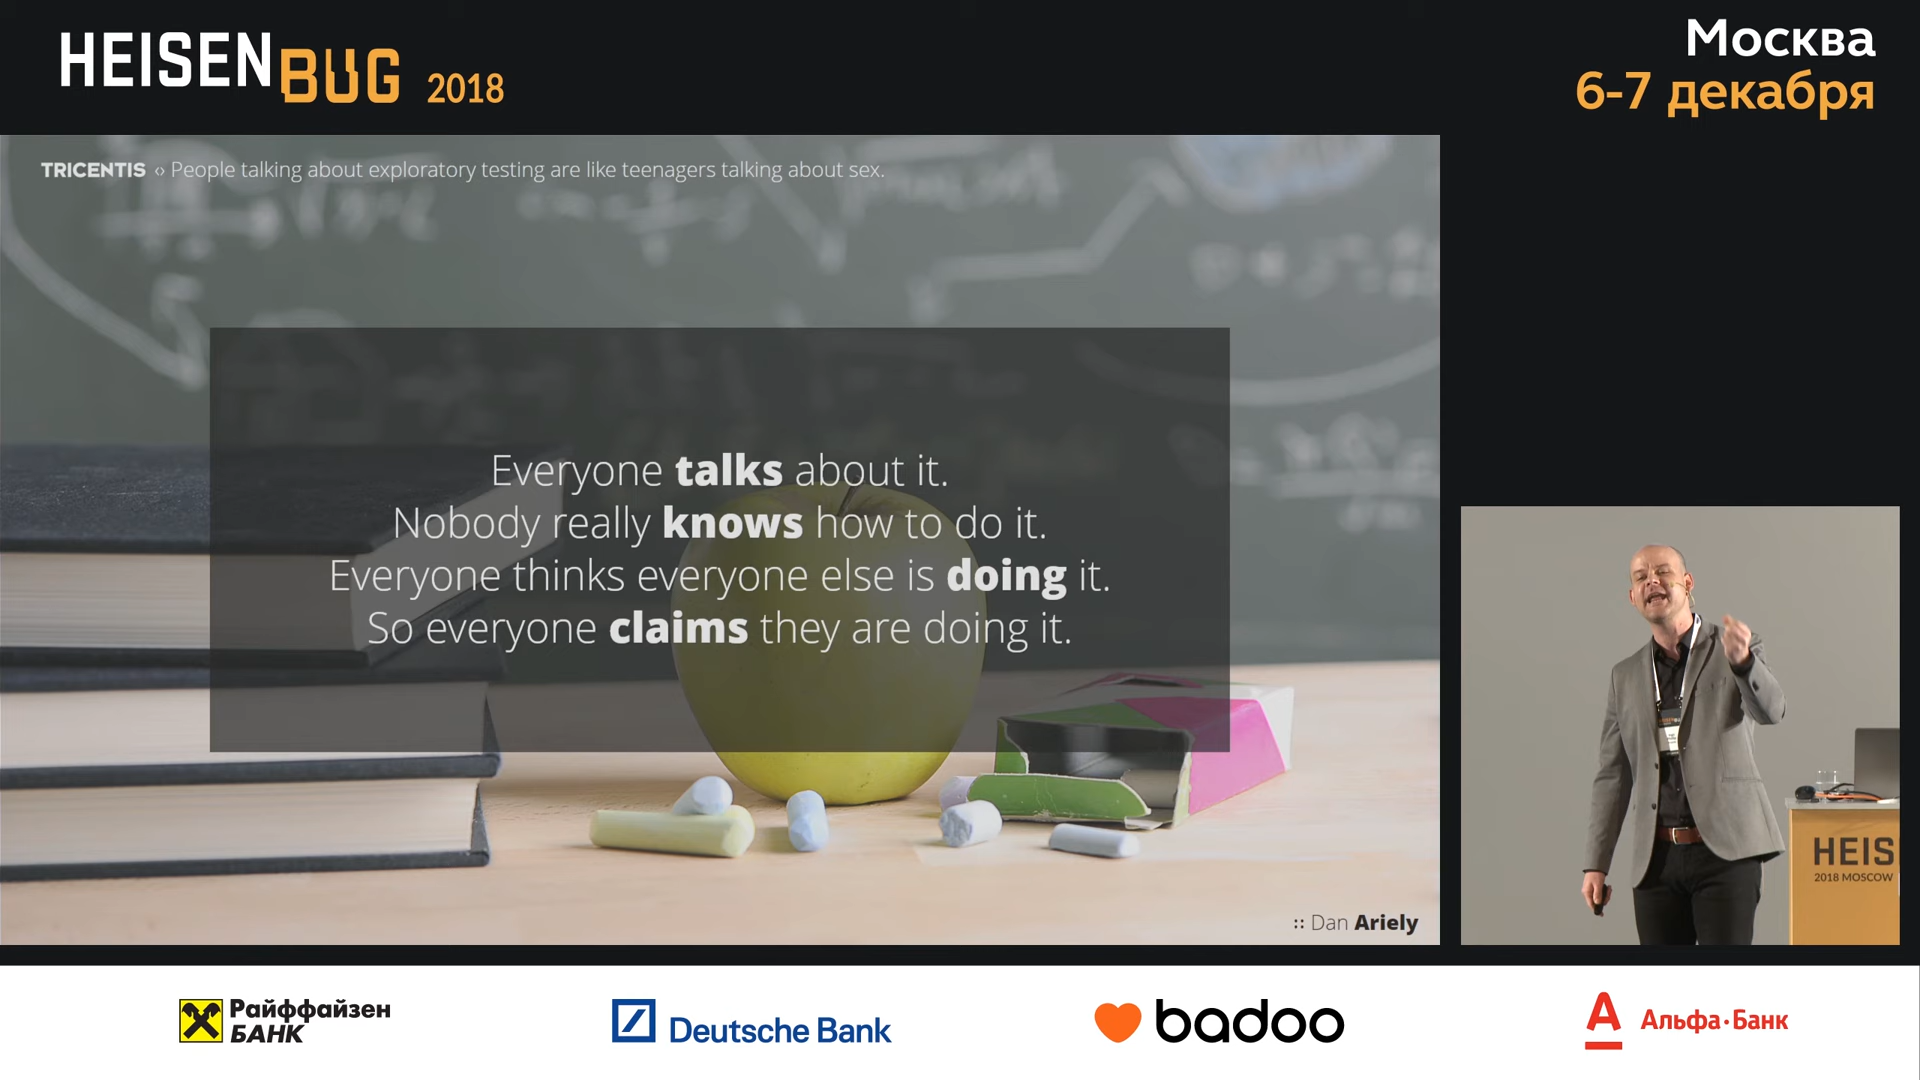 HEISENBUG 2018
Москва
6-7 декабря
TRICENTIS ‹› People talking about exploratory testing are like teenagers talking about sex.
Everyone talks about it.
Nobody really knows how to do it.
Everyone thinks everyone else is doing it.
So everyone claims they are doing it.
:: Dan Ariely
HEIS
2018 MOSCOW
Райффайзен
БАНК
Deutsche Bank
badoo
Альфа·Банк